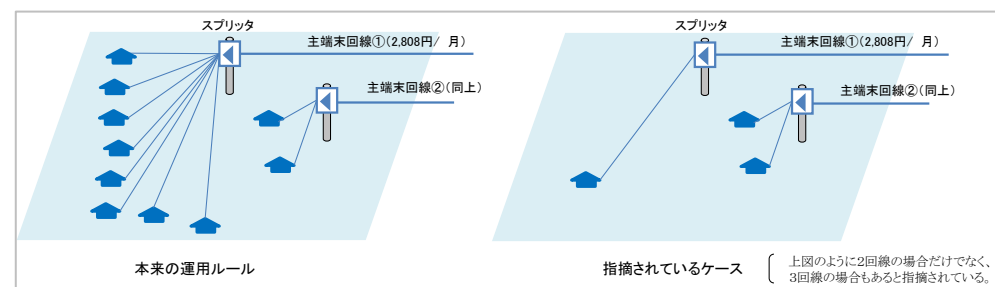 スプリッタ
主端末回線①(2,808円/ 月)
主端末回線②(同上)
本来の運用ルール
スプリッタ
主端末回線①(2,808円/ 月)
主端末回線②(同上)
指摘されているケース
上図のように2回線の場合だけでなく、
3回線の場合もあると指摘されている。